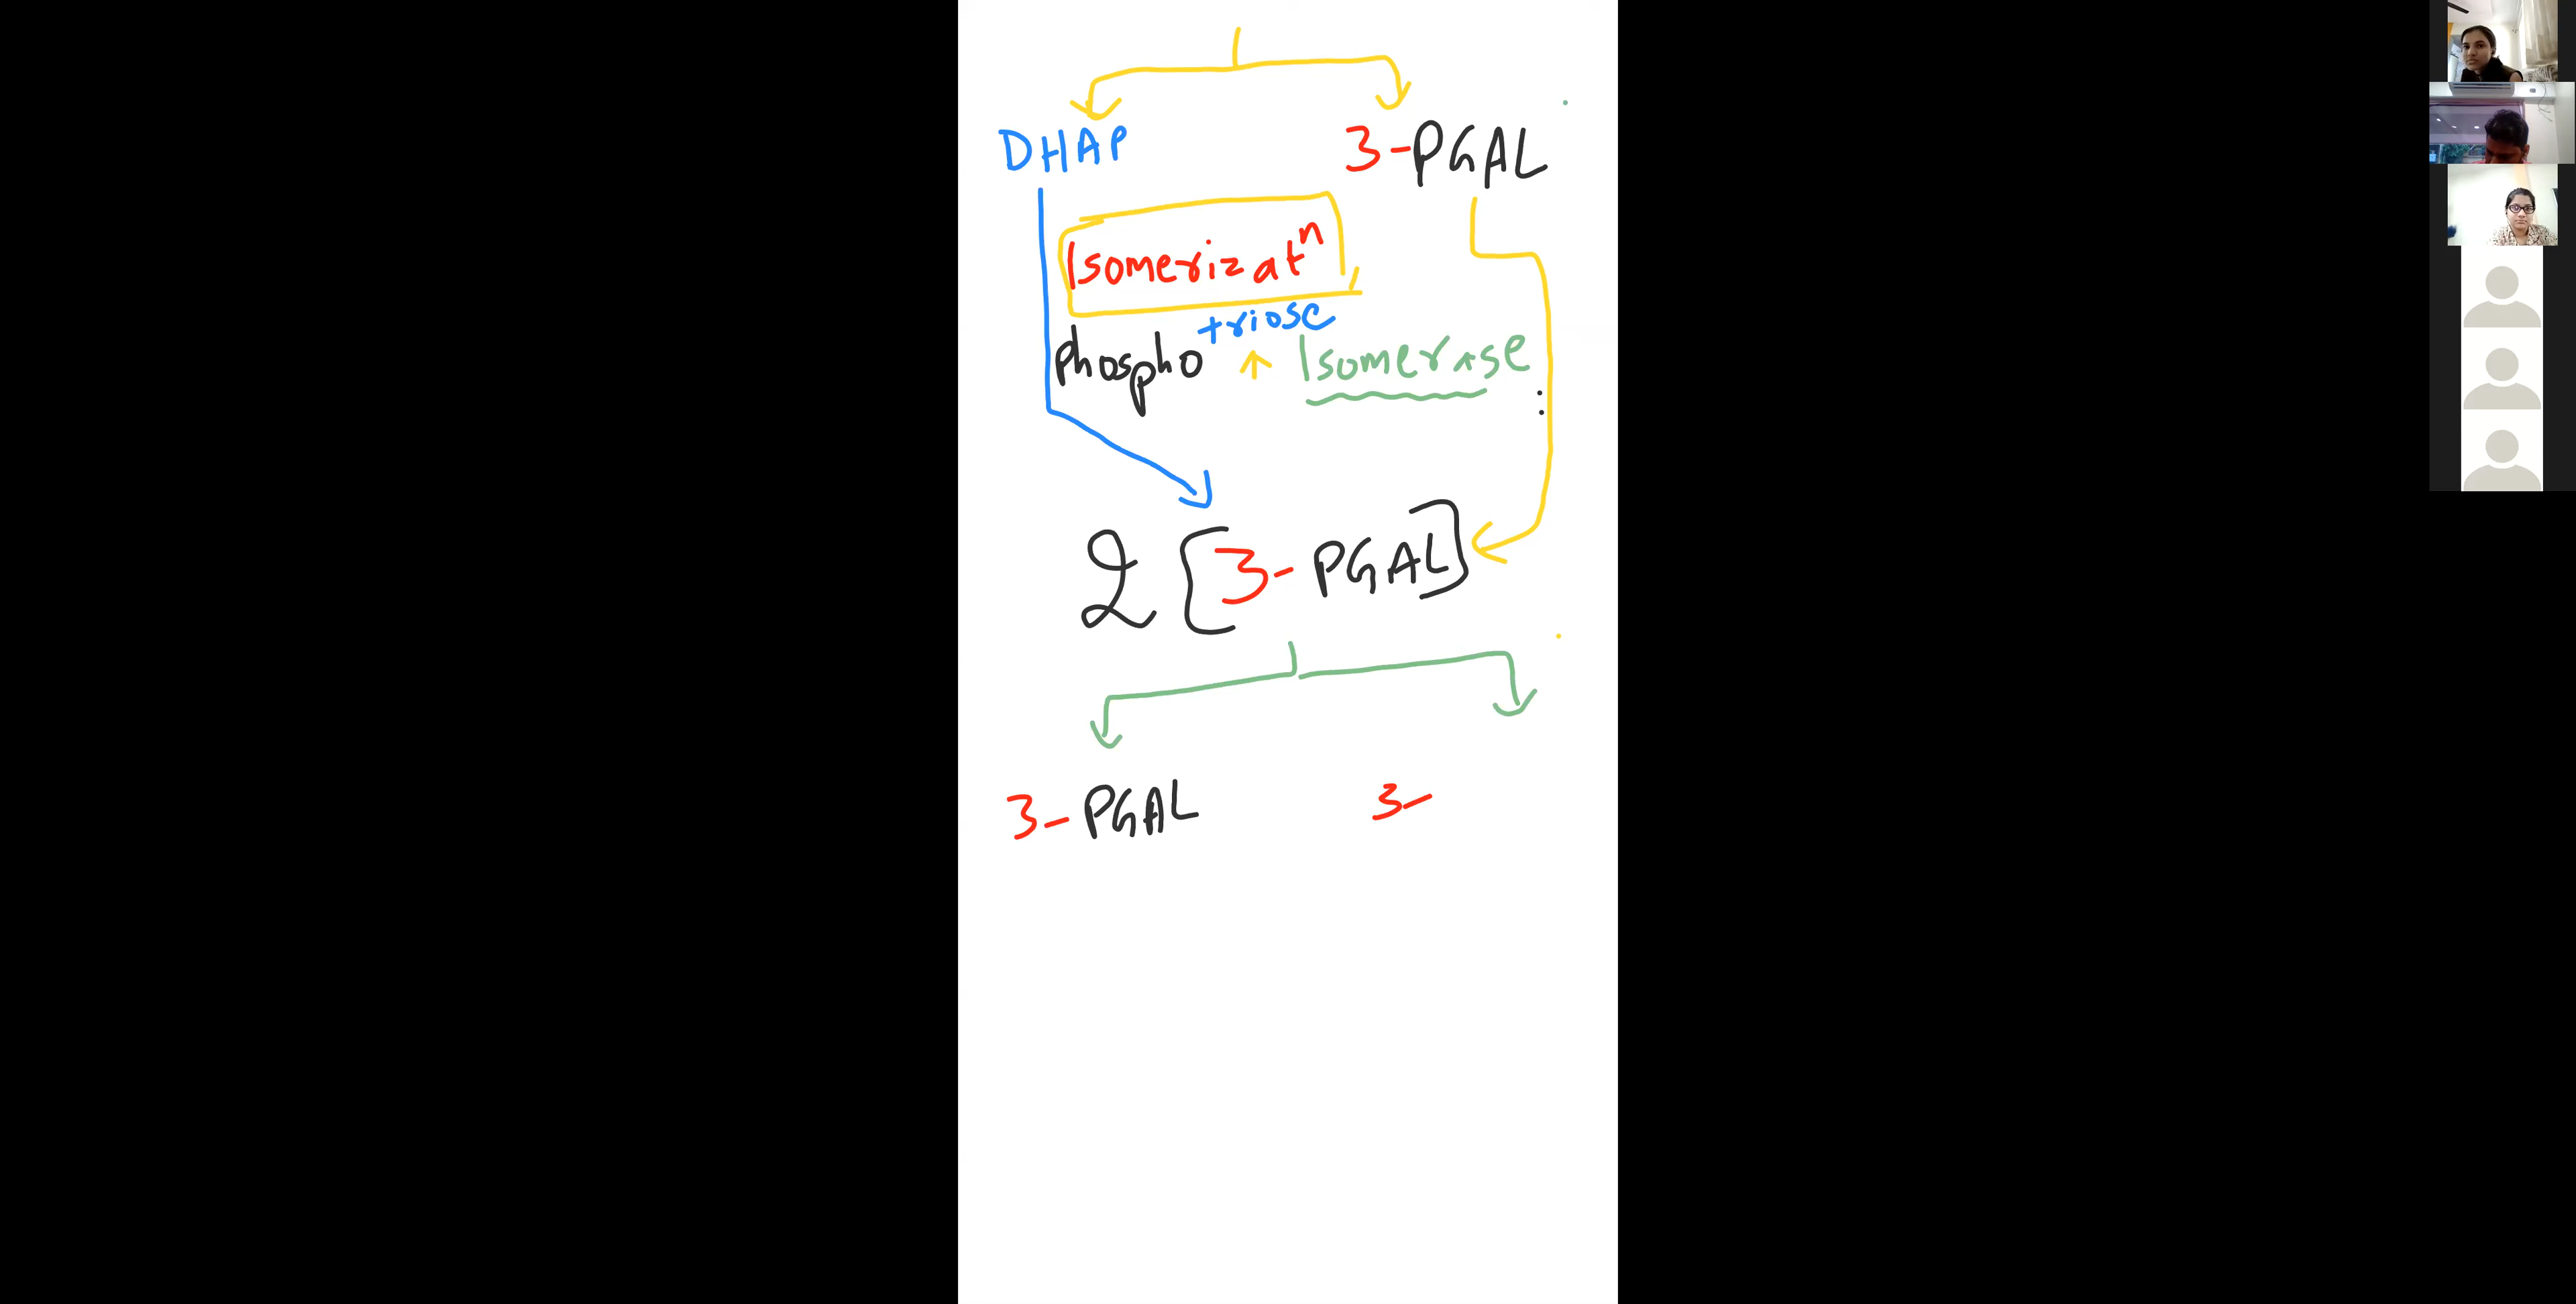 DHAP 3-PGAL
Isomerizatⁿ
phospho triose Isomerase
2 [3-PGAL]
3-PGAL 3-